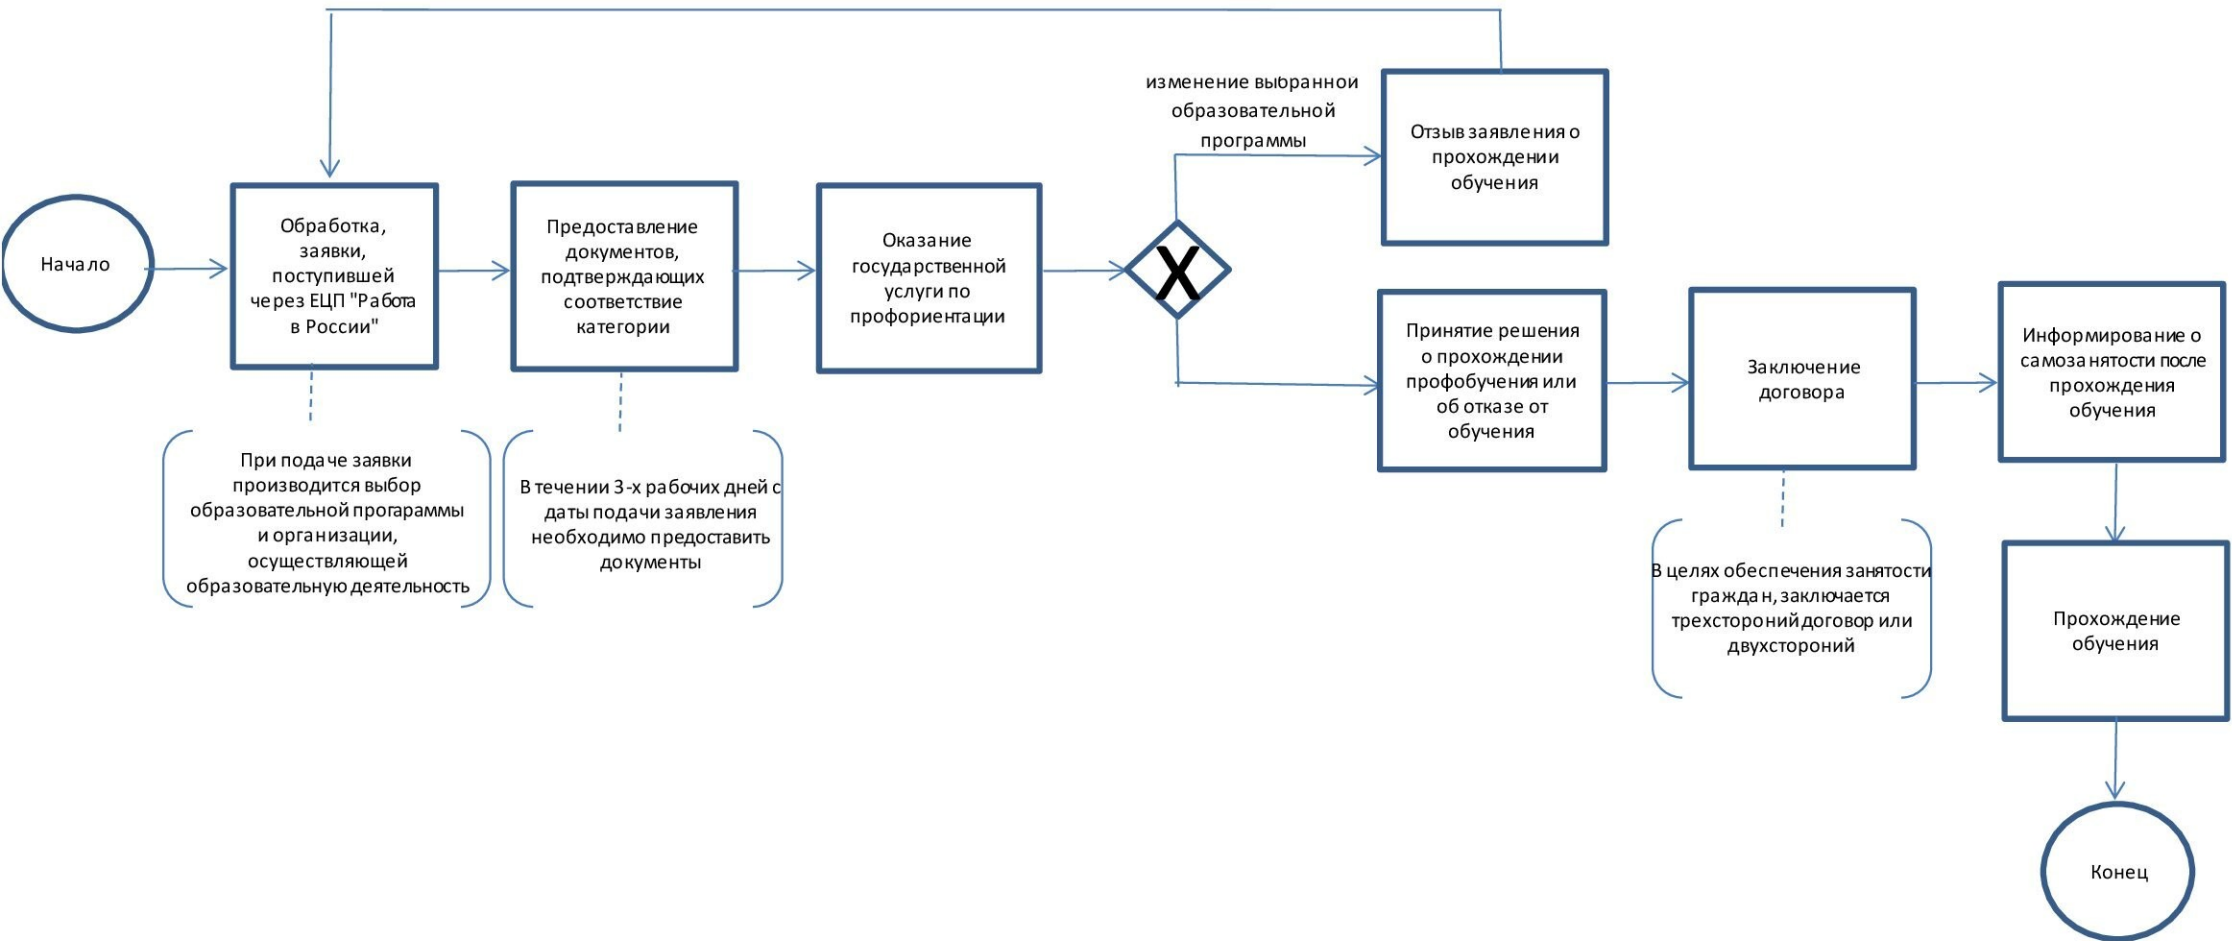 изменение выбранной
образовательной
программы
Отзыв заявления о
прохождении
обучения
Начало
Обработка,
заявки,
поступившей
через ЕЦП "Работа
в России"
Предоставление
документов,
подтверждающих
соответствие
категории
Оказание
государственной
услуги по
профориентации
X
Принятие решения
о прохождении
профобучения или
об отказе от
обучения
Заключение
договора
Информирование о
самозанятости после
прохождения
обучения
При подаче заявки
производится выбор
образовательной прогараммы
и организации,
осуществляющей
образовательную деятельность
В течении 3-х рабочих дней с
даты подачи заявления
необходимо предоставить
документы
В целях обеспечения занятости
граждан, заключается
трехстороний договор или
двухстороний
Прохождение
обучения
Конец